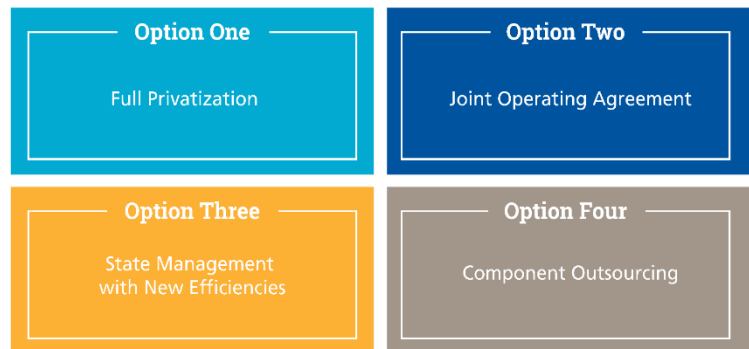 Option One
Full Privatization
Option Two
Joint Operating Agreement
Option Three
State Management
with New Efficiencies
Option Four
Component Outsourcing